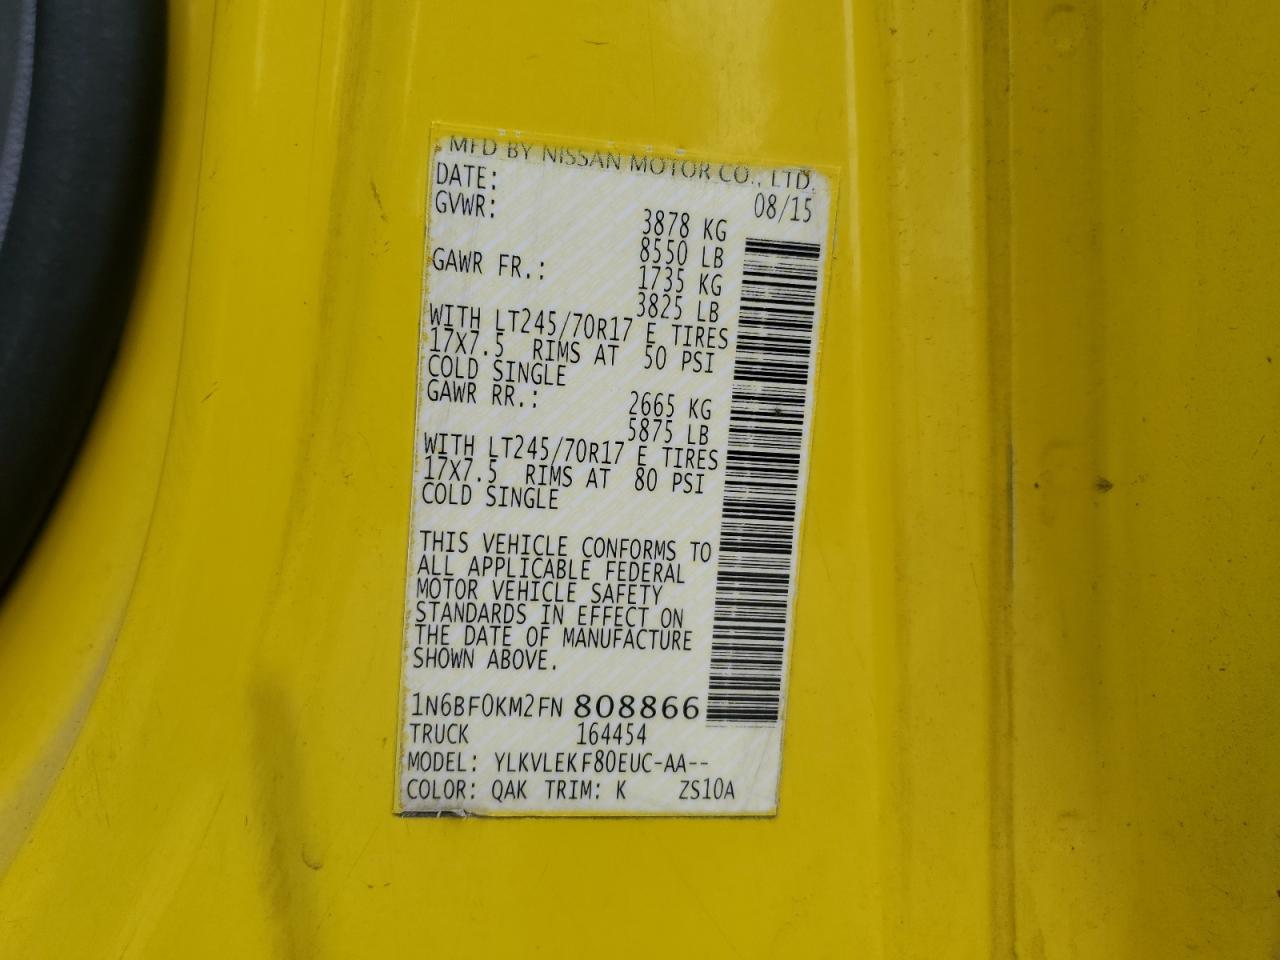 MFD BY NISSAN MOTOR CO., LTD.
DATE: 08/15
GVWR: 3878 KG
8550 LB
GAWR FR.: 1735 KG
3825 LB
WITH LT245/70R17 E TIRES
17X7.5 RIMS AT 50 PSI
COLD SINGLE
GAWR RR.: 2665 KG
5875 LB
WITH LT245/70R17 E TIRES
17X7.5 RIMS AT 80 PSI
COLD SINGLE
THIS VEHICLE CONFORMS TO
ALL APPLICABLE FEDERAL
MOTOR VEHICLE SAFETY
STANDARDS IN EFFECT ON
THE DATE OF MANUFACTURE
SHOWN ABOVE.
1N6BF0KM2FN 808866
TRUCK 164454
MODEL: YLKVLEKF80EUC-AA--
COLOR: QAK TRIM: K ZS10A